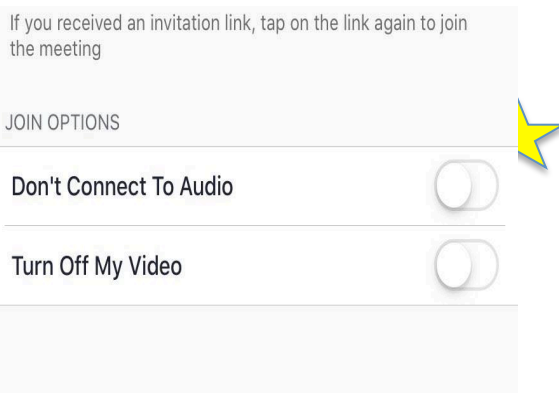 If you received an invitation link, tap on the link again to join
the meeting
JOIN OPTIONS
Don't Connect To Audio
Turn Off My Video